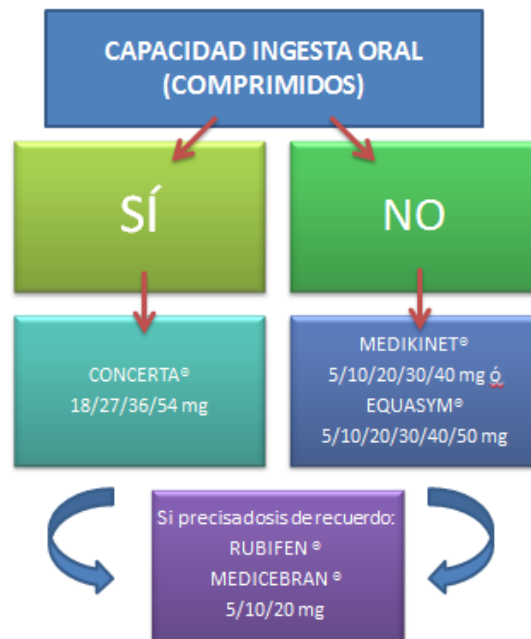 CAPACIDAD INGESTA ORAL
(COMPRIMIDOS)
SÍ
NO
CONCERTA®
18/27/36/54 mg
MEDIKINET®
5/10/20/30/40 mg ó
EQUASYM®
5/10/20/30/40/50 mg
Si precisa dosis de recuerdo:
RUBIFEN ®
MEDICEBRAN ®
5/10/20 mg